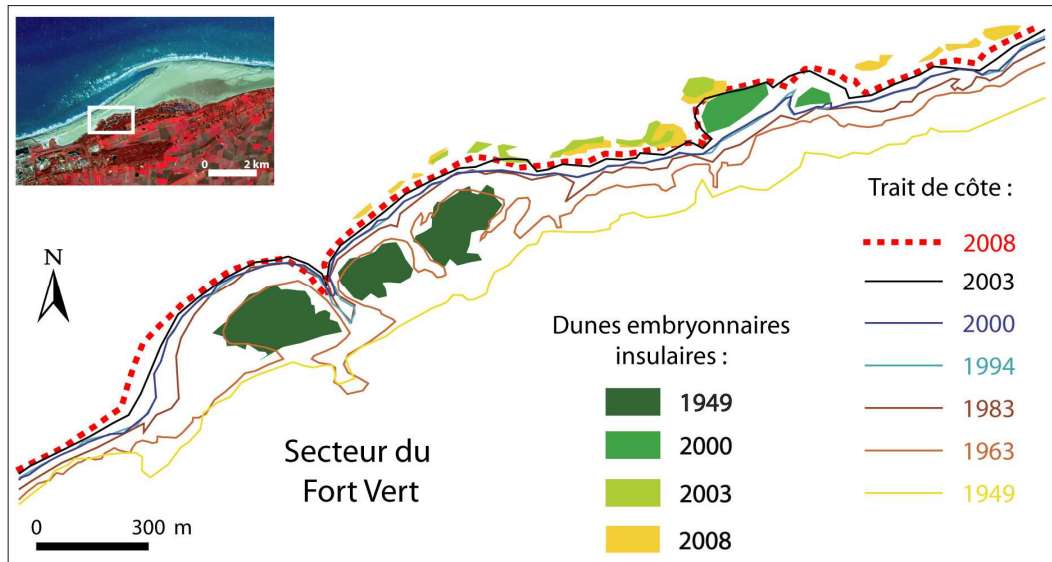 0 2 km
N
Trait de côte :
2008
2003
2000
1994
1983
1963
1949
Dunes embryonnaires
insulaires :
1949
2000
2003
2008
Secteur du
Fort Vert
0 300 m